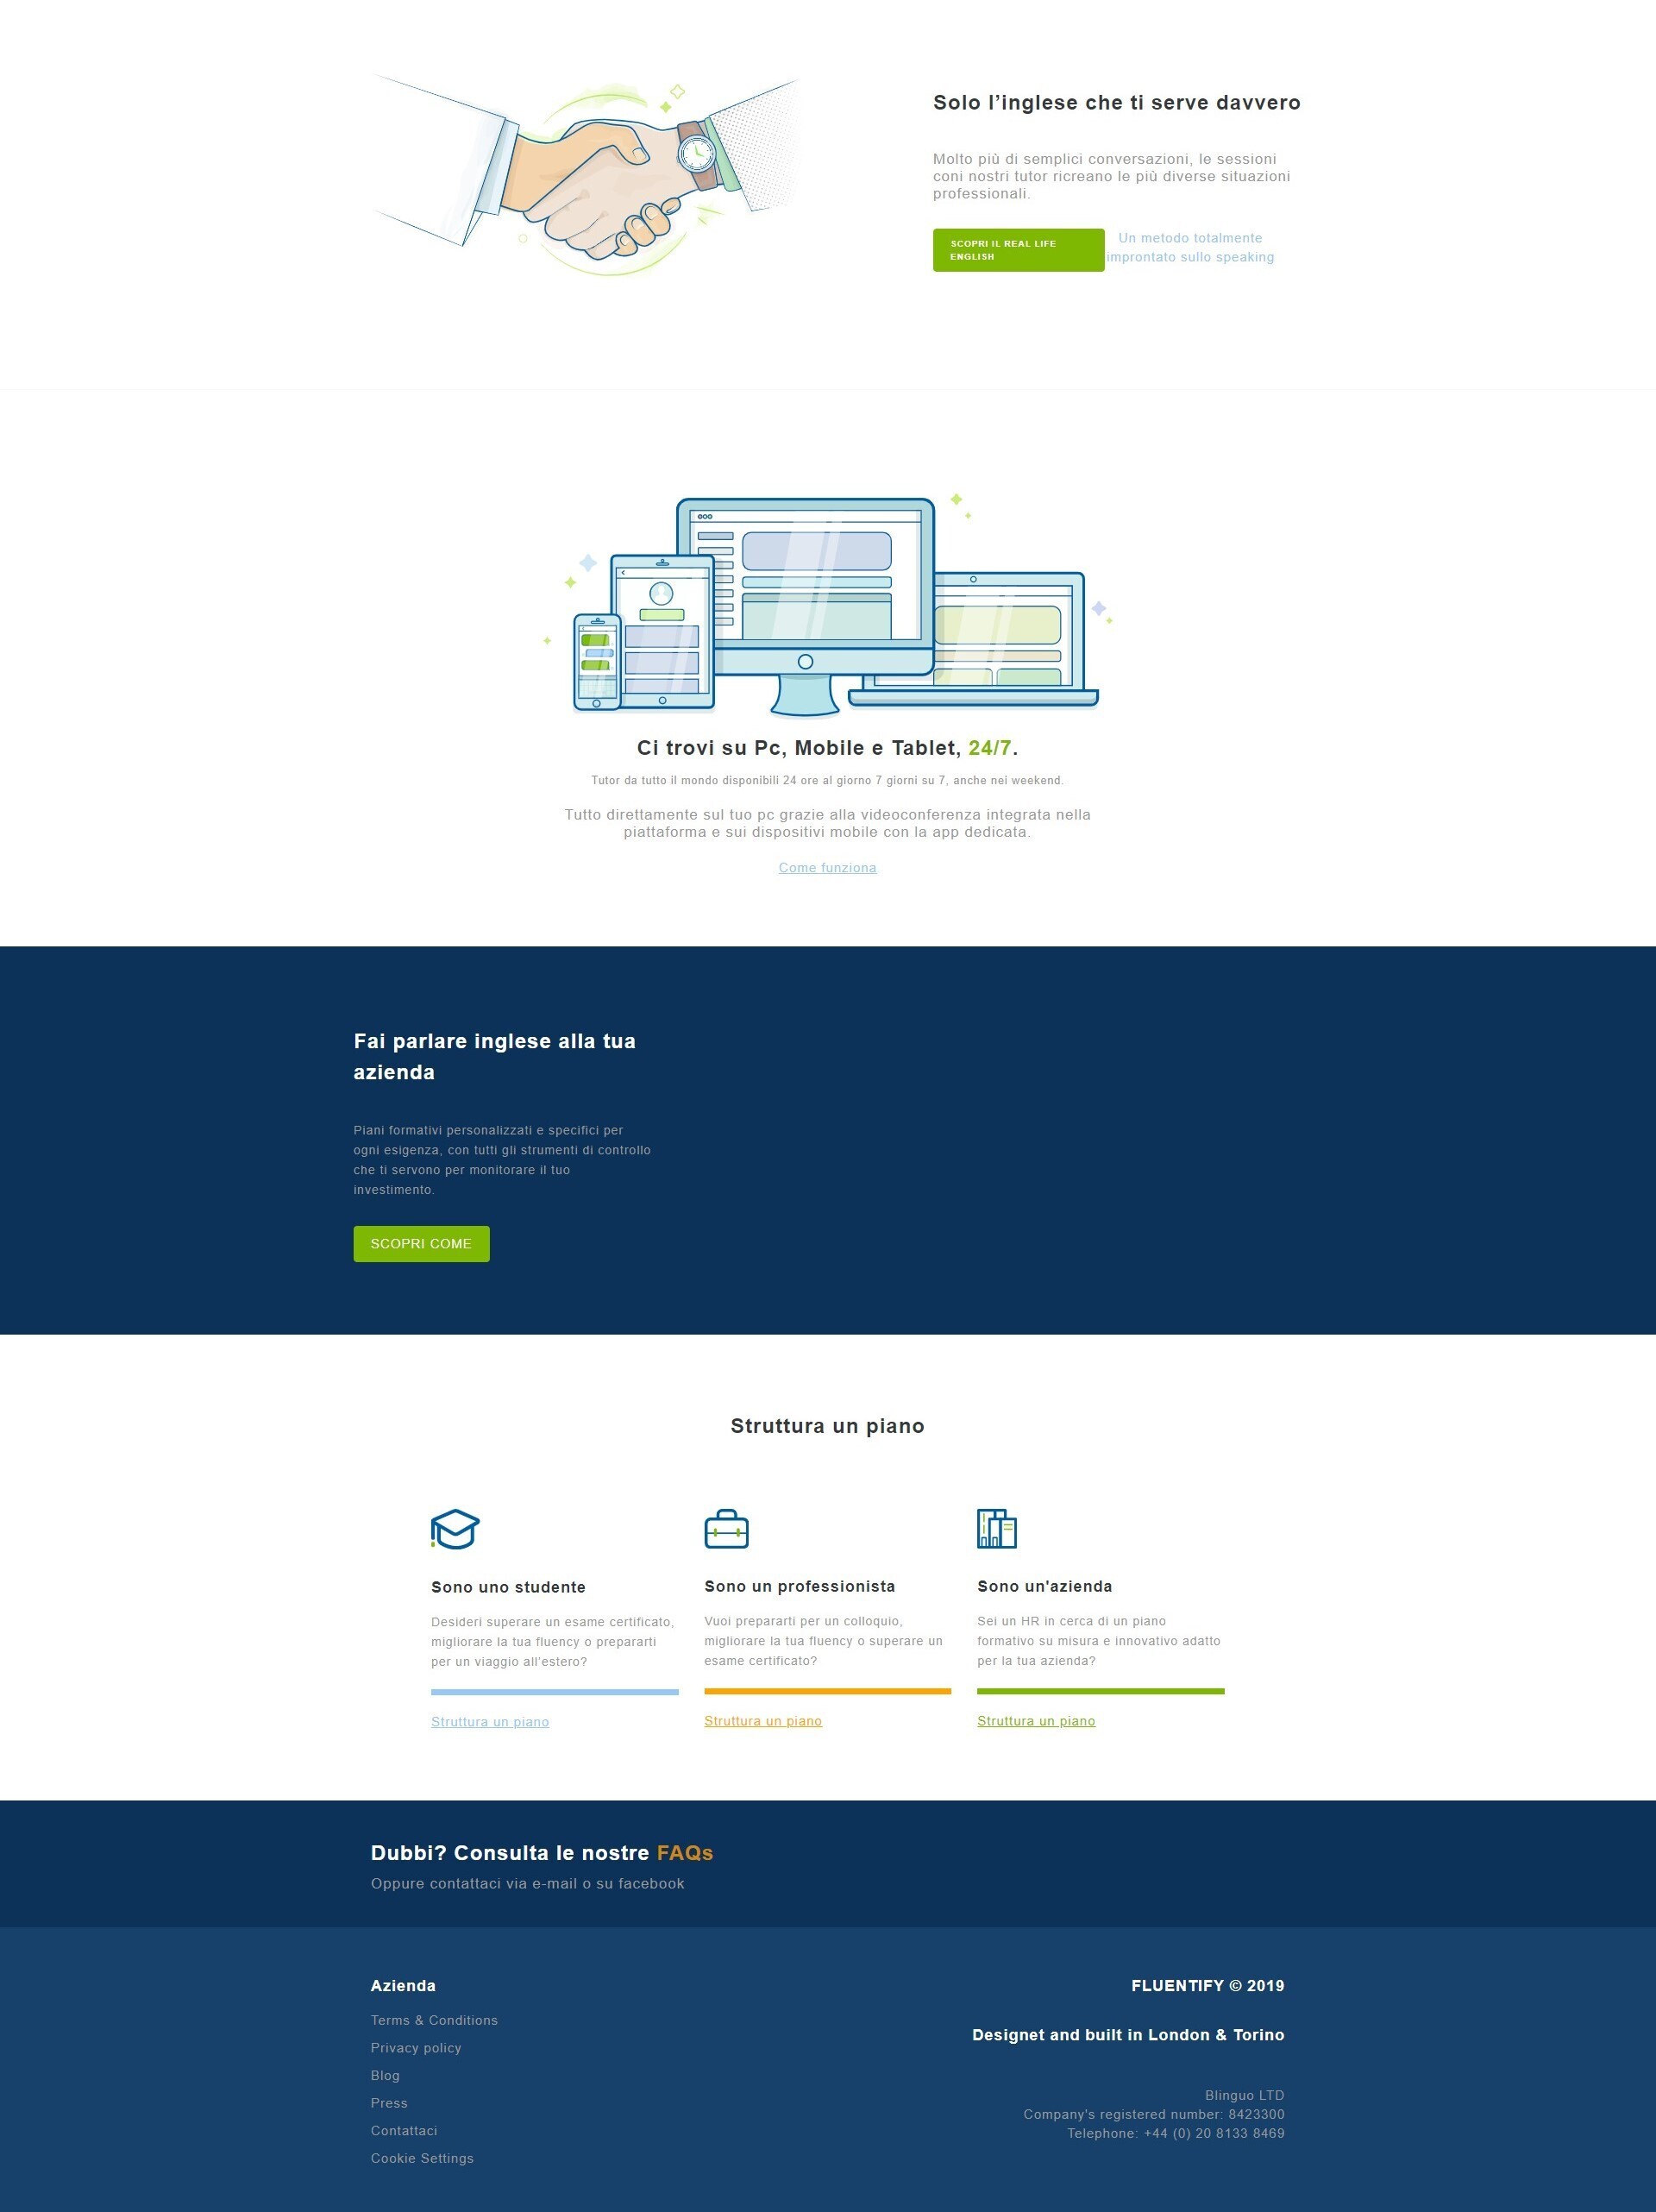 Solo l’inglese che ti serve davvero
Molto più di semplici conversazioni, le sessioni
coni nostri tutor ricreano le più diverse situazioni
professionali.
SCOPRI IL REAL LIFE
ENGLISH
Un metodo totalmente
improntato sullo speaking
Ci trovi su Pc, Mobile e Tablet, 24/7.
Tutor da tutto il mondo disponibili 24 ore al giorno 7 giorni su 7, anche nei weekend.
Tutto direttamente sul tuo pc grazie alla videoconferenza integrata nella
piattaforma e sui dispositivi mobile con la app dedicata.
Come funziona
Fai parlare inglese alla tua
azienda
Piani formativi personalizzati e specifici per
ogni esigenza, con tutti gli strumenti di controllo
che ti servono per monitorare il tuo
investimento.
SCOPRI COME
Struttura un piano
Sono uno studente
Desideri superare un esame certificato,
migliorare la tua fluency o prepararti
per un viaggio all'estero?
Struttura un piano
Sono un professionista
Vuoi prepararti per un colloquio,
migliorare la tua fluency o superare un
esame certificato?
Struttura un piano
Sono un'azienda
Sei un HR in cerca di un piano
formativo su misura e innovativo adatto
per la tua azienda?
Struttura un piano
Dubbi? Consulta le nostre FAQs
Oppure contattaci via e-mail o su facebook
Azienda
Terms & Conditions
Privacy policy
Blog
Press
Contattaci
Cookie Settings
FLUENTIFY © 2019
Designet and built in London & Torino
Blinguo LTD
Company's registered number: 8423300
Telephone: +44 (0) 20 8133 8469